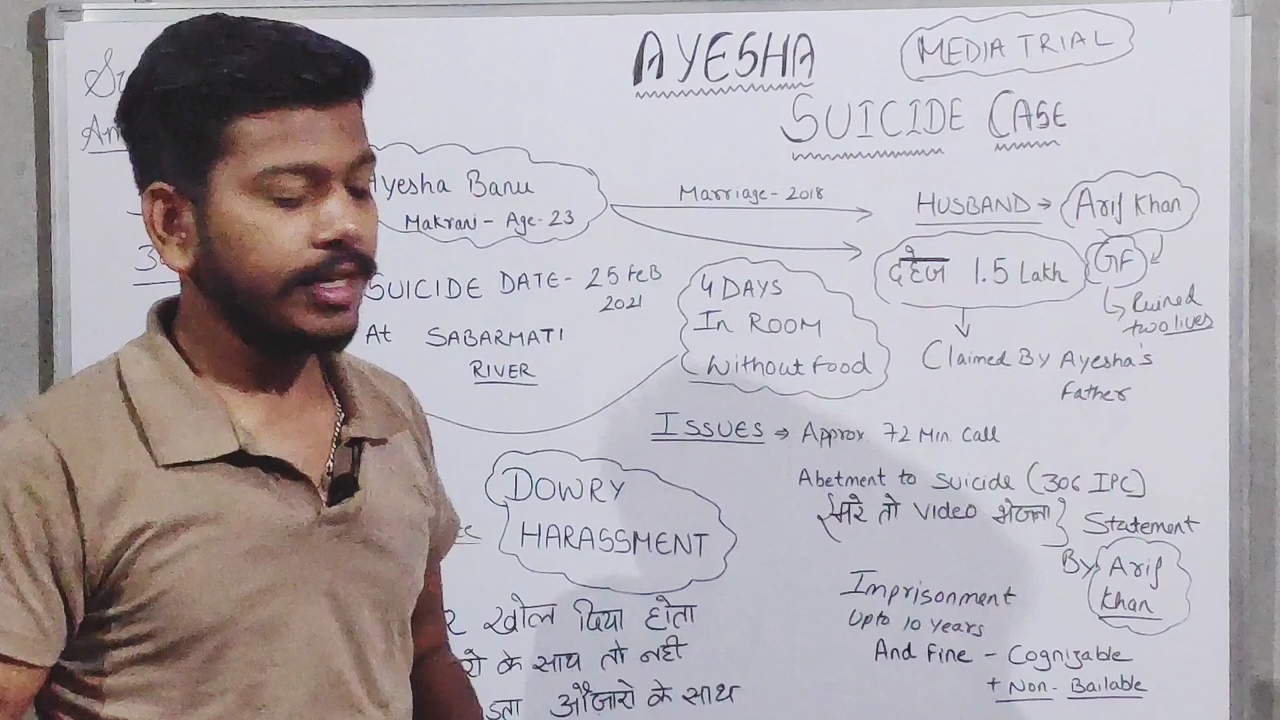 AYESHA
MEDIA TRIAL
SUICIDE CASE
Ayesha Banu
Makrani - Age-23
Marriage - 2018
HUSBAND → Arif Khan
दहेज 1.5 Lakh
GF
Ruined
two lives
Claimed By Ayesha's
Father
SUICIDE DATE - 25 FeB
2021
At SABARMATI
RIVER
4 DAYS
In ROOM
Without Food
ISSUES → Approx. 72 Min. Call
Abetment to Suicide (306 IPC)
तो Video भेजना} Statement
By Arif
Khan
DOWRY
HARASSMENT
Imprisonment
Upto 10 years
And Fine - Cognizable
+ Non-Bailable
खोल दिया होता
के साथ तो नही
औजारो के साथ